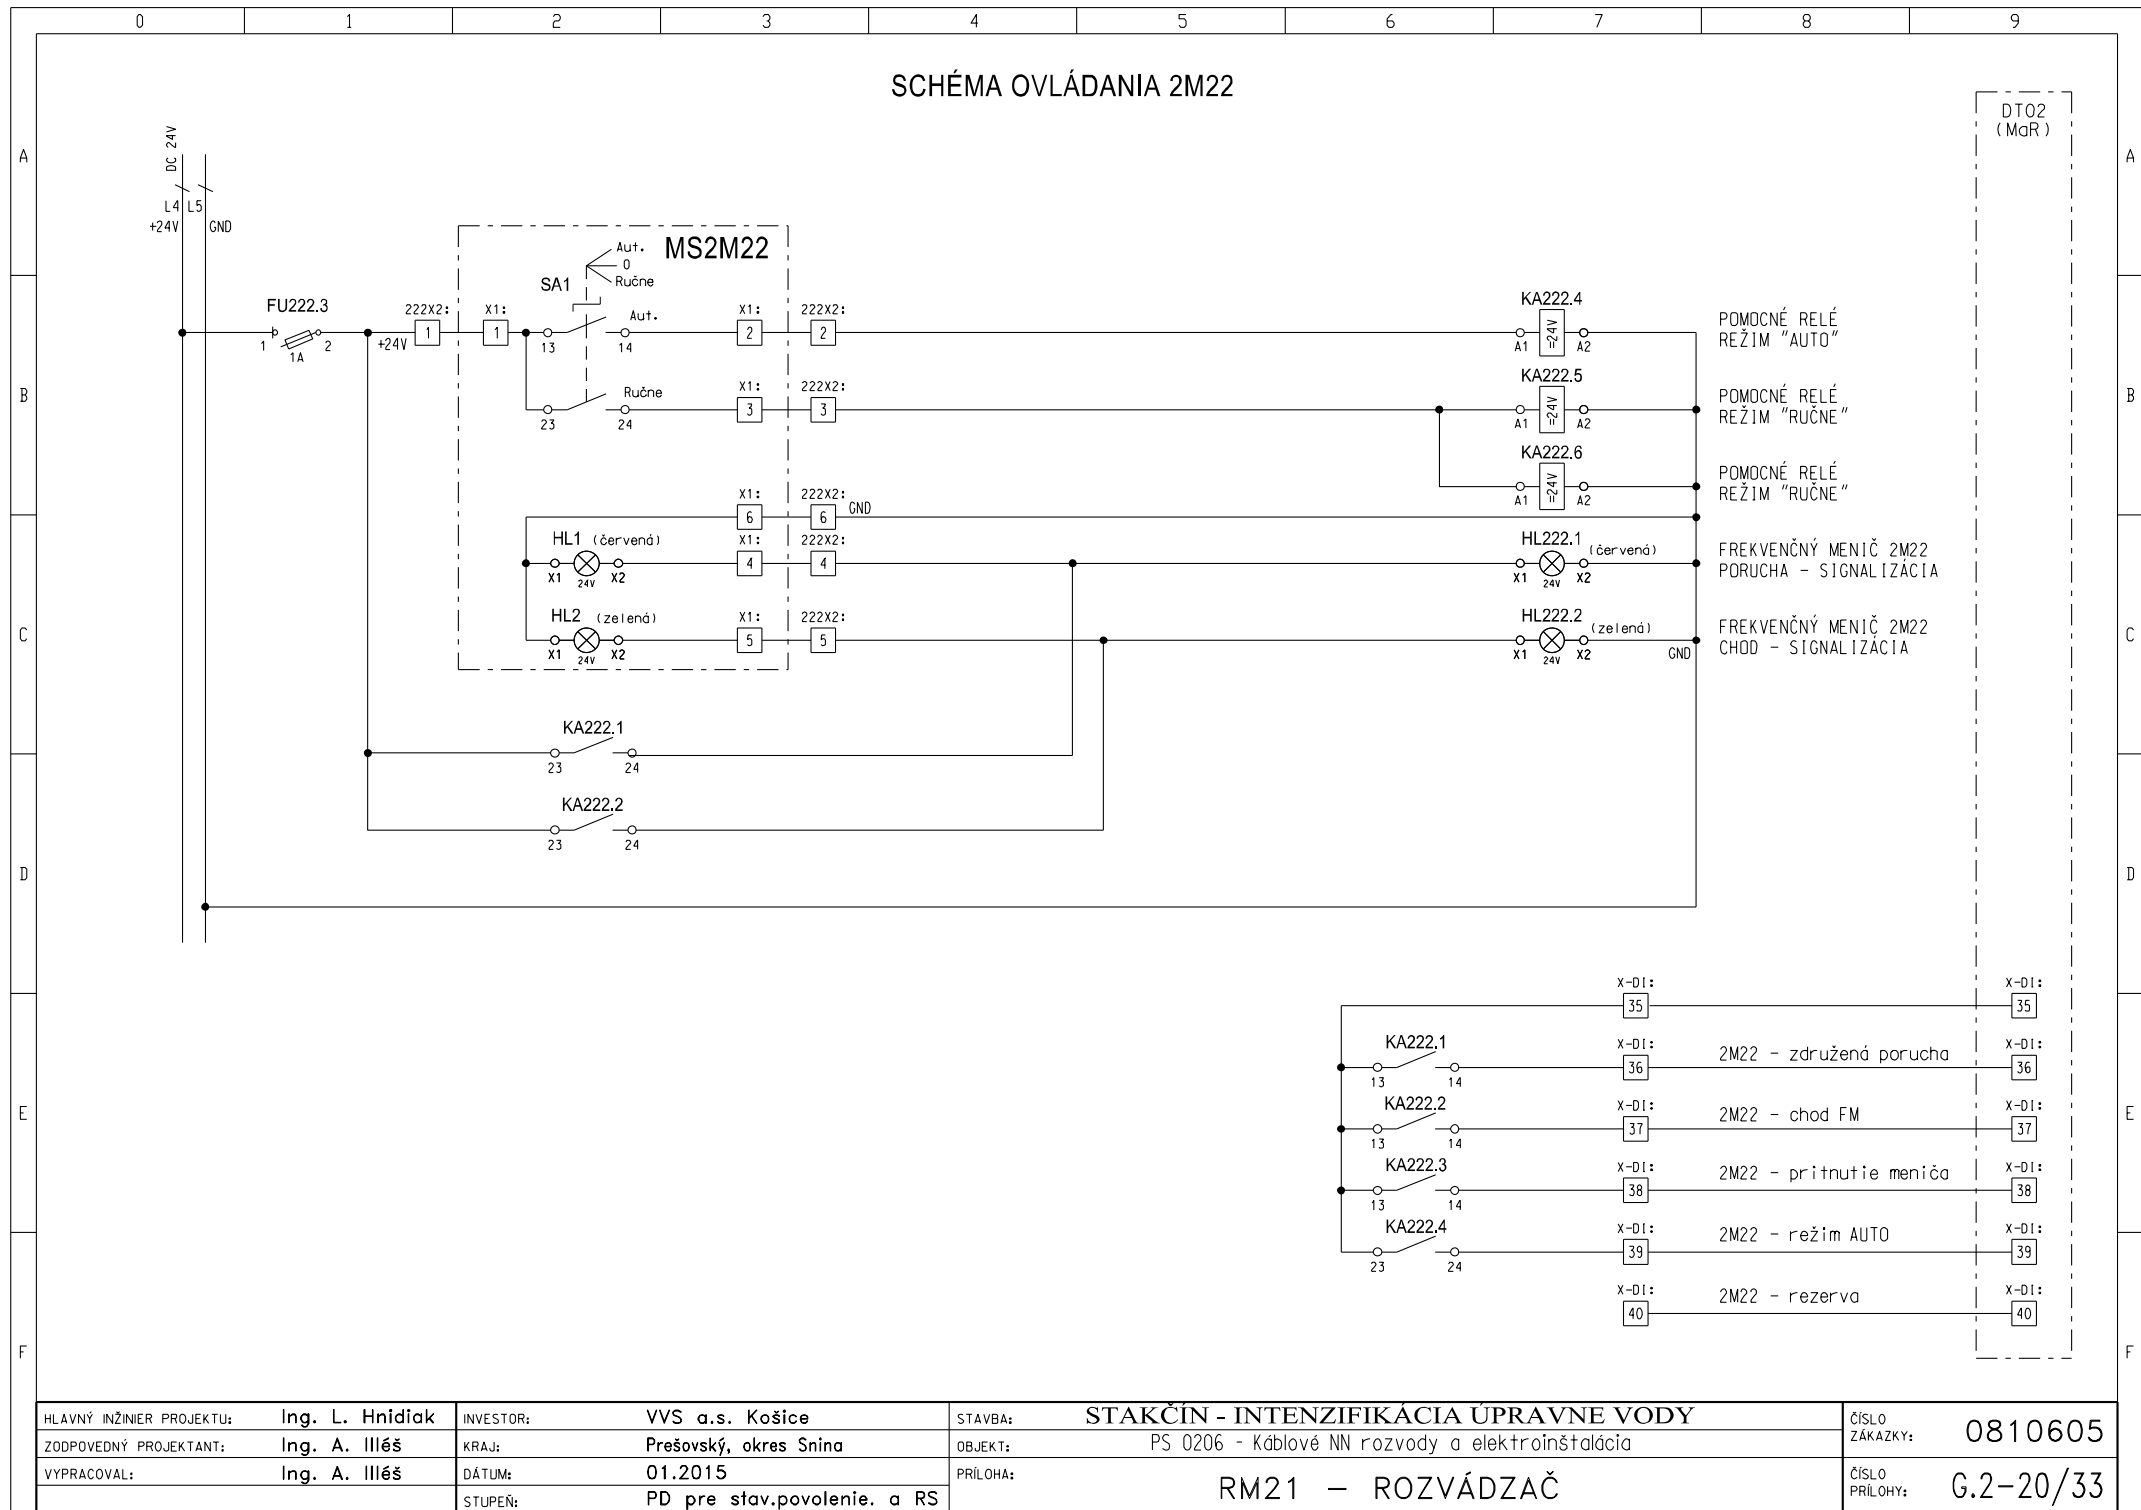 0 1 2 3 4 5 6 7 8 9
SCHÉMA OVLÁDANIA 2M22
DT02
(MaR)
A A
DC 24V
L4 L5
+24V GND
MS2M22
Aut.
0
Ručne
SA1
FU222.3
1 2
1A
+24V
222X2: X1:
1 1
Aut.
13 14
X1: 222X2:
2 2
KA222.4
A1 =24V A2
POMOCNÉ RELÉ
REŽIM "AUTO"
B B
Ručne
23 24
X1: 222X2:
3 3
KA222.5
A1 =24V A2
POMOCNÉ RELÉ
REŽIM "RUČNE"
KA222.6
A1 =24V A2
POMOCNÉ RELÉ
REŽIM "RUČNE"
X1: 222X2:
6 6 GND
HL1 (červená)
X1 24V X2
X1: 222X2:
4 4
HL222.1
(červená)
X1 24V X2
FREKVENČNÝ MENIČ 2M22
PORUCHA - SIGNALIZÁCIA
C C
HL2 (zelená)
X1 24V X2
X1: 222X2:
5 5
HL222.2
(zelená)
X1 24V X2
GND
FREKVENČNÝ MENIČ 2M22
CHOD - SIGNALIZÁCIA
KA222.1
23 24
KA222.2
23 24
D D
X-DI: X-DI:
35 35
KA222.1
13 14
X-DI: X-DI:
36 2M22 - združená porucha 36
E E
KA222.2
13 14
X-DI: X-DI:
37 2M22 - chod FM 37
KA222.3
13 14
X-DI: X-DI:
38 2M22 - pritnutie meniča 38
KA222.4
23 24
X-DI: X-DI:
39 2M22 - režim AUTO 39
X-DI: X-DI:
40 2M22 - rezerva 40
F F
HLAVNÝ INŽINIER PROJEKTU: Ing. L. Hnidiak
ZODPOVEDNÝ PROJEKTANT: Ing. A. Illéš
VYPRACOVAL: Ing. A. Illéš
INVESTOR: VVS a.s. Košice
KRAJ: Prešovský, okres Snina
DÁTUM: 01.2015
STUPEŇ: PD pre stav.povolenie. a RS
STAVBA: STAKČÍN - INTENZIFIKÁCIA ÚPRAVNE VODY
OBJEKT: PS 0206 - Káblové NN rozvody a elektroinštalácia
PRÍLOHA: RM21 - ROZVÁDZAČ
ČÍSLO
ZÁKAZKY: 0810605
ČÍSLO
PRÍLOHY: G.2-20/33